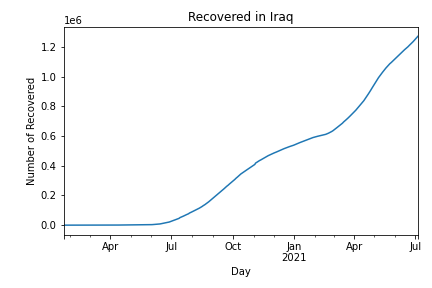 Recovered in Iraq
1e6
1.2
1.0
0.8
0.6
0.4
0.2
0.0
Number of Recovered
Apr
Jul
Oct
Jan
2021
Apr
Jul
Day